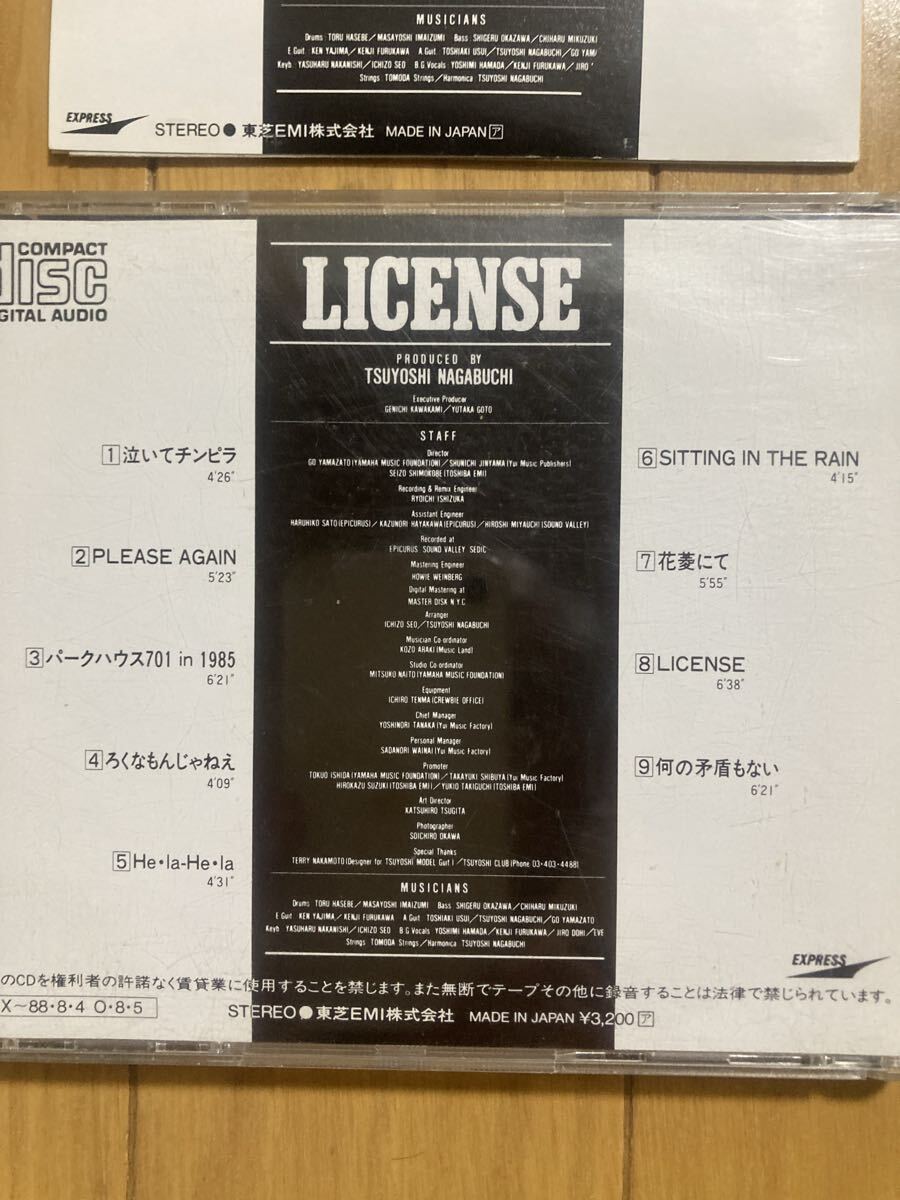 MUSICIANS
Drums TORU HASEBE/MASAYOSHI IMAIZUMI Bass SHIGERU OKAZAWA/CHIHARU MIKUZUKI
E Guit KEN YAJIMA/KENJI FURUKAWA A Guit TOSHIAKI USUI/TSUYOSHI NAGABUCHI/GO YAM
Keyb YASUHARU NAKANISHI/ICHIZO SEO B G Vocals YOSHIMI HAMADA/KENJI FURUKAWA/JIRO
Strings TOMODA Strings/Harmonica TSUYOSHI NAGABUCHI
EXPRESS
STEREO● 東芝EMI株式会社 MADE IN JAPAN ア
COMPACT
disc
DIGITAL AUDIO
LICENSE
PRODUCED BY
TSUYOSHI NAGABUCHI
Executive Producer
GENICHI KAWAKAMI/YUTAKA GOTO
STAFF
Director
GO YAMAZATO(YAMAHA MUSIC FOUNDATION)/SHUNICHI JINYAMA(Yui Music Publishers)
SEIZO SHIMOKOBE(TOSHIBA EMI)
Recording & Remix Engineer
RYOICHI ISHIZUKA
Assistant Engineer
HARUHIKO SATO(EPICURUS)/KAZUNORI HAYAKAWA(EPICURUS)/HIROSHI MIYAUCHI(SOUND VALLEY)
Recorded at
EPICURUS SOUND VALLEY SEDIC
Mastering Engineer
HOWIE WEINBERG
Digital Mastering at
MASTER DISK N.Y.C
Arranger
ICHIZO SEO/TSUYOSHI NAGABUCHI
Musician Co-ordinator
KOZO ARAKI(Music Land)
Studio Co-ordinator
MITSUKO NAITO(YAMAHA MUSIC FOUNDATION)
Equipment
ICHIRO TENMA(CREWBIE OFFICE)
Chief Manager
YOSHINORI TANAKA(Yui Music Factory)
Personal Manager
SADANORI WAINAI(Yui Music Factory)
Promoter
TOKUO ISHIDA(YAMAHA MUSIC FOUNDATION)/TAKAYUKI SHIBUYA(Yui Music Factory)
HIROKAZU SUZUKI(TOSHIBA EMI)/YUKIO TAKIGUCHI(TOSHIBA EMI)
Art Director
KATSUHIRO TSUGITA
Photographer
SOICHIRO OKAWA
Special Thanks
TERRY NAKAMOTO(Designer for TSUYOSHI MODEL Guit)/TSUYOSHI CLUB(Phone 03·403·4488)
MUSICIANS
Drums TORU HASEBE/MASAYOSHI IMAIZUMI Bass SHIGERU OKAZAWA/CHIHARU MIKUZUKI
E Guit KEN YAJIMA/KENJI FURUKAWA A Guit TOSHIAKI USUI/TSUYOSHI NAGABUCHI/GO YAMAZATO
Keyb YASUHARU NAKANISHI/ICHIZO SEO B G Vocals YOSHIMI HAMADA/KENJI FURUKAWA/JIRO DOHI/EVE
Strings TOMODA Strings/Harmonica TSUYOSHI NAGABUCHI
1 泣いてチンピラ
4'26"
2 PLEASE AGAIN
5'23"
3 パークハウス701 in 1985
6'21"
4 ろくなもんじゃねえ
4'09"
5 He・la-He・la
4'31"
6 SITTING IN THE RAIN
4'15"
7 花菱にて
5'55"
8 LICENSE
6'38"
9 何の矛盾もない
6'21"
EXPRESS
のCDを権利者の許諾なく賃貸業に使用することを禁じます。また無断でテープその他に録音することは法律で禁じられています。
X〜88・8・4 O・8・5
STEREO● 東芝EMI株式会社 MADE IN JAPAN ¥3,200 ア